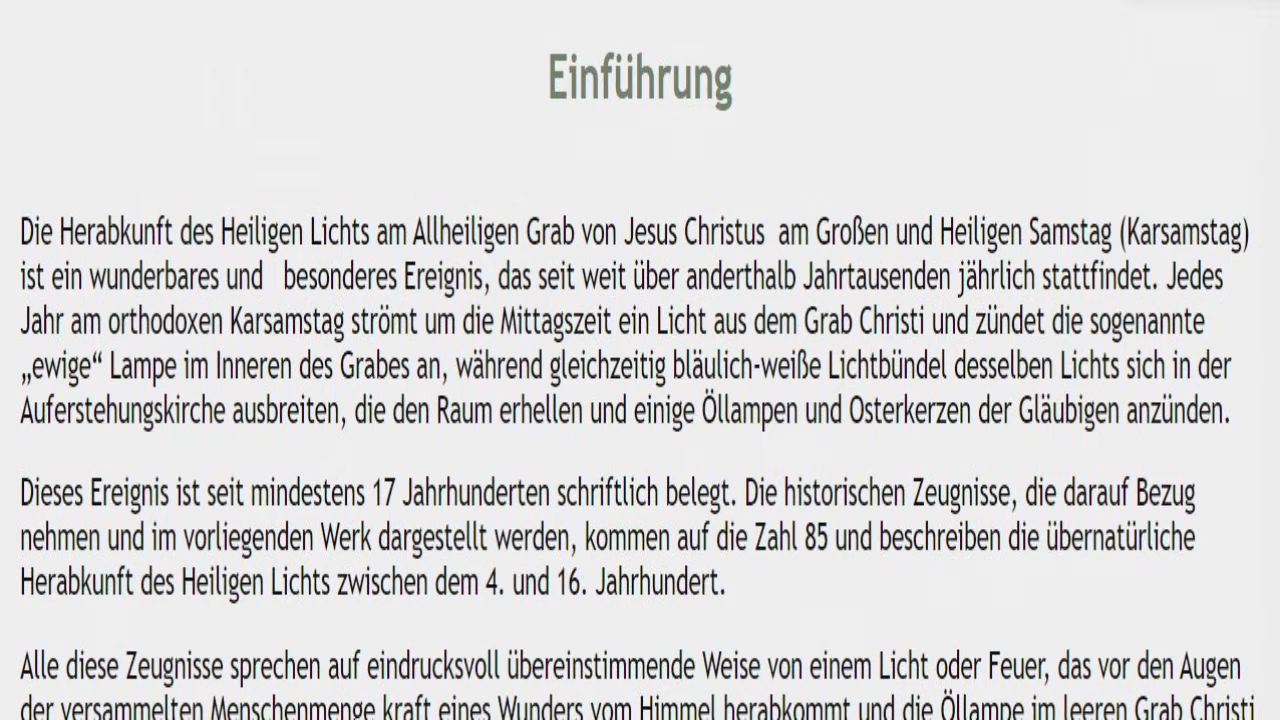 Einführung
Die Herabkunft des Heiligen Lichts am Allheiligen Grab von Jesus Christus am Großen und Heiligen Samstag (Karsamstag)
ist ein wunderbares und besonderes Ereignis, das seit weit über anderthalb Jahrtausenden jährlich stattfindet. Jedes
Jahr am orthodoxen Karsamstag strömt um die Mittagszeit ein Licht aus dem Grab Christi und zündet die sogenannte
„ewige“ Lampe im Inneren des Grabes an, während gleichzeitig bläulich-weiße Lichtbündel desselben Lichts sich in der
Auferstehungskirche ausbreiten, die den Raum erhellen und einige Öllampen und Osterkerzen der Gläubigen anzünden.
Dieses Ereignis ist seit mindestens 17 Jahrhunderten schriftlich belegt. Die historischen Zeugnisse, die darauf Bezug
nehmen und im vorliegenden Werk dargestellt werden, kommen auf die Zahl 85 und beschreiben die übernatürliche
Herabkunft des Heiligen Lichts zwischen dem 4. und 16. Jahrhundert.
Alle diese Zeugnisse sprechen auf eindrucksvoll übereinstimmende Weise von einem Licht oder Feuer, das vor den Augen
der versammelten Menschenmenge kraft eines Wunders vom Himmel herabkommt und die Öllampe im leeren Grab Christi